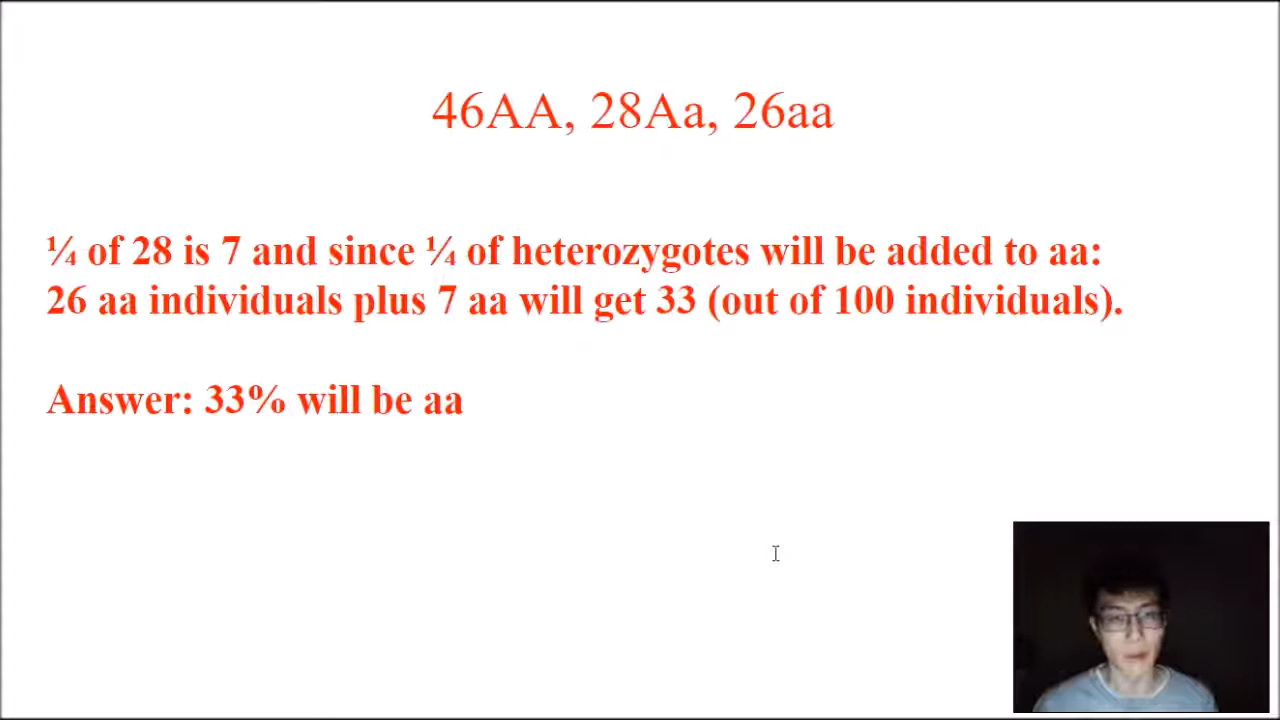 46AA, 28Aa, 26aa
¼ of 28 is 7 and since ¼ of heterozygotes will be added to aa:
26 aa individuals plus 7 aa will get 33 (out of 100 individuals).
Answer: 33% will be aa